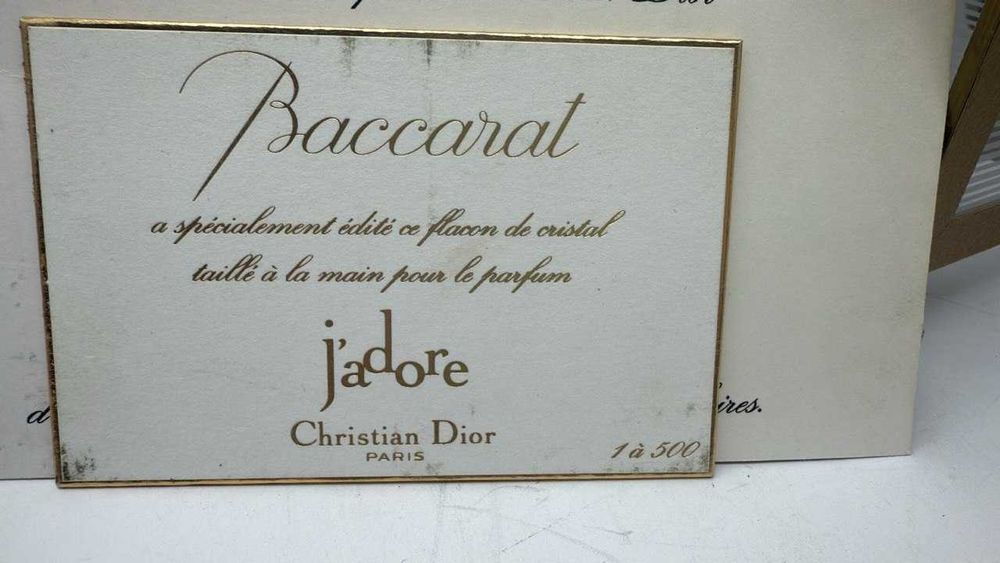 Baccarat
a spécialement édité ce flacon de cristal
taillé à la main pour le parfum
j'adore
Christian Dior
PARIS
1 à 500